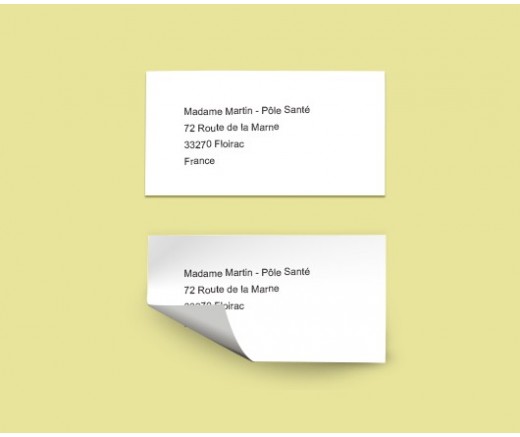 Madame Martin - Pôle Santé
72 Route de la Marne
33270 Floirac
France
Madame Martin - Pôle Santé
72 Route de la Marne
33270 Floirac